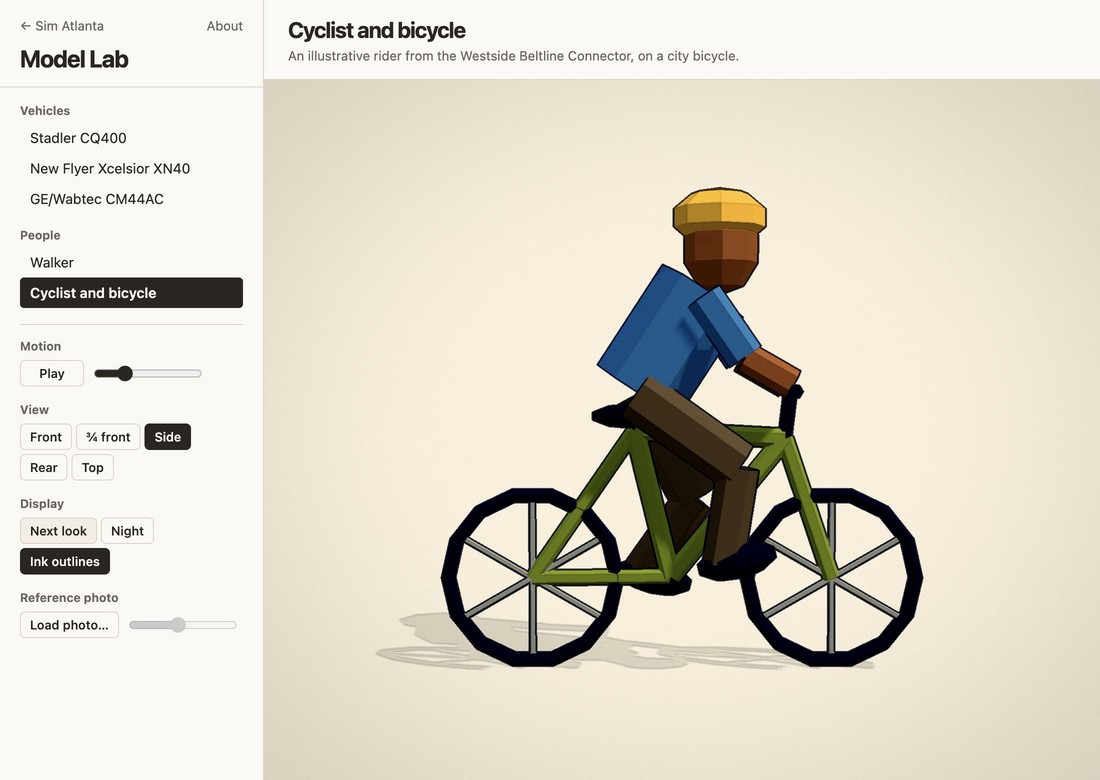 ← Sim Atlanta
About
Model Lab
Vehicles
Stadler CQ400
New Flyer Xcelsior XN40
GE/Wabtec CM44AC
People
Walker
Cyclist and bicycle
Motion
Play
View
Front
¾ front
Side
Rear
Top
Display
Next look
Night
Ink outlines
Reference photo
Load photo...
Cyclist and bicycle
An illustrative rider from the Westside Beltline Connector, on a city bicycle.